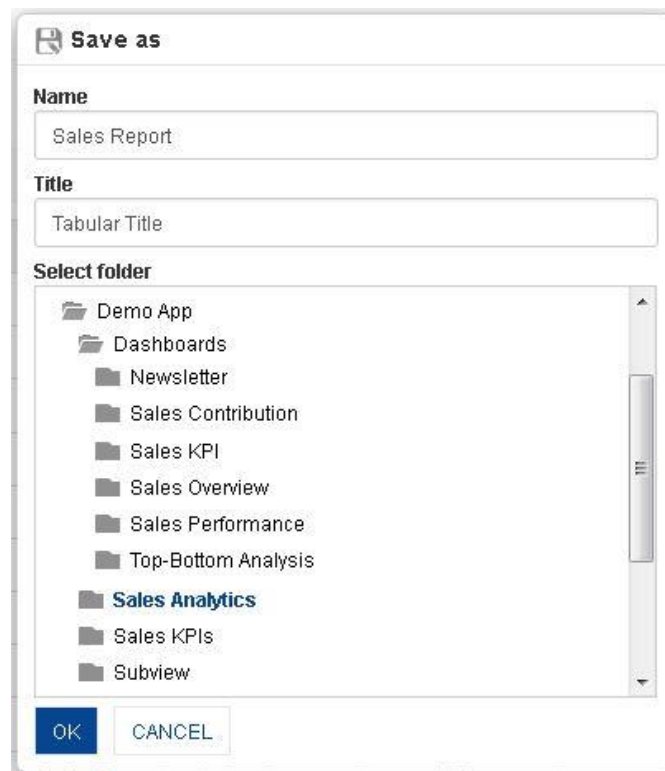 Save as
Name
Sales Report
Title
Tabular Title
Select folder
Demo App
Dashboards
Newsletter
Sales Contribution
Sales KPI
Sales Overview
Sales Performance
Top-Bottom Analysis
Sales Analytics
Sales KPIs
Subview
OK CANCEL